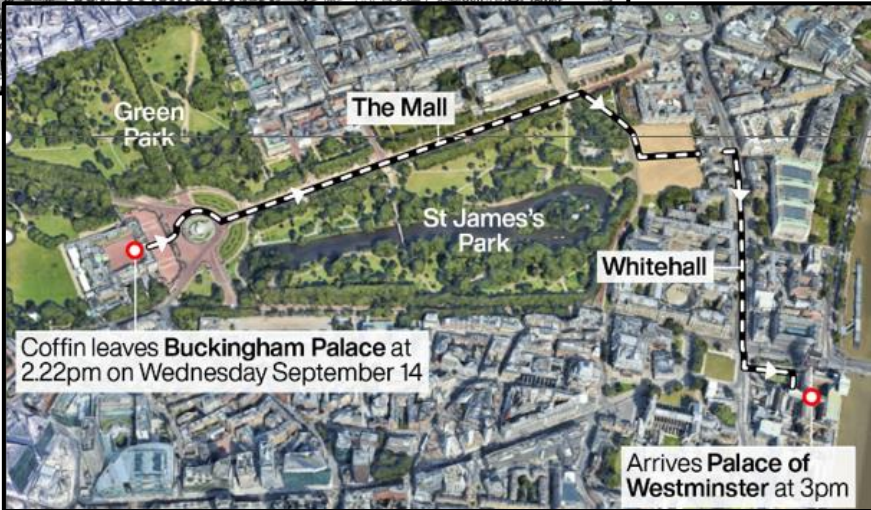 Green
Park
The Mall
St James's
Park
Whitehall
Coffin leaves Buckingham Palace at
2.22pm on Wednesday September 14
Arrives Palace of
Westminster at 3pm